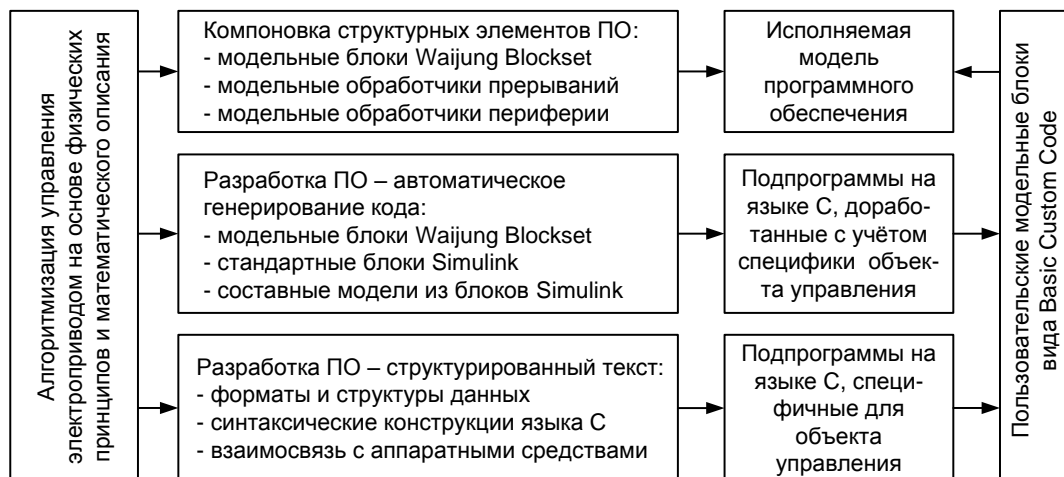 Алгоритмизация управления
электроприводом на основе физических
принципов и математического описания
Компоновка структурных элементов ПО:
- модельные блоки Waijung Blockset
- модельные обработчики прерываний
- модельные обработчики периферии
Исполняемая
модель
программного
обеспечения
Разработка ПО – автоматическое
генерирование кода:
- модельные блоки Waijung Blockset
- стандартные блоки Simulink
- составные модели из блоков Simulink
Подпрограммы на
языке С, дорабо-
танные с учётом
специфики объек-
та управления
Разработка ПО – структурированный текст:
- форматы и структуры данных
- синтаксические конструкции языка С
- взаимосвязь с аппаратными средствами
Подпрограммы на
языке С, специ-
фичные для
объекта
управления
Пользовательские модельные блоки
вида Basic Custom Code